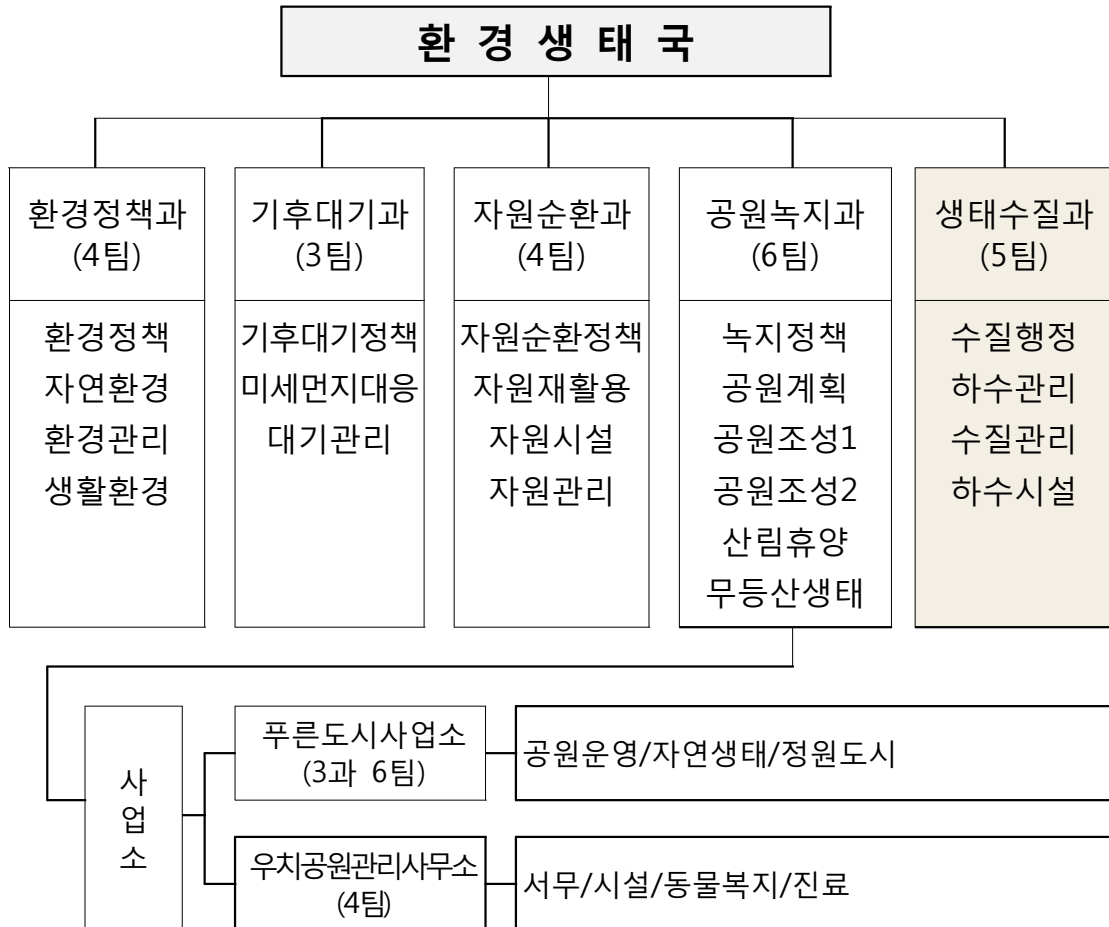 환 경 생 태 국
환경정책과
(4팀)
환경정책
자연환경
환경관리
생활환경
기후대기과
(3팀)
기후대기정책
미세먼지대응
대기관리
자원순환과
(4팀)
자원순환정책
자원재활용
자원시설
자원관리
공원녹지과
(6팀)
녹지정책
공원계획
공원조성1
공원조성2
산림휴양
무등산생태
생태수질과
(5팀)
수질행정
하수관리
수질관리
하수시설
사
업
소
푸른도시사업소
(3과 6팀)
공원운영/자연생태/정원도시
우치공원관리사무소
(4팀)
서무/시설/동물복지/진료